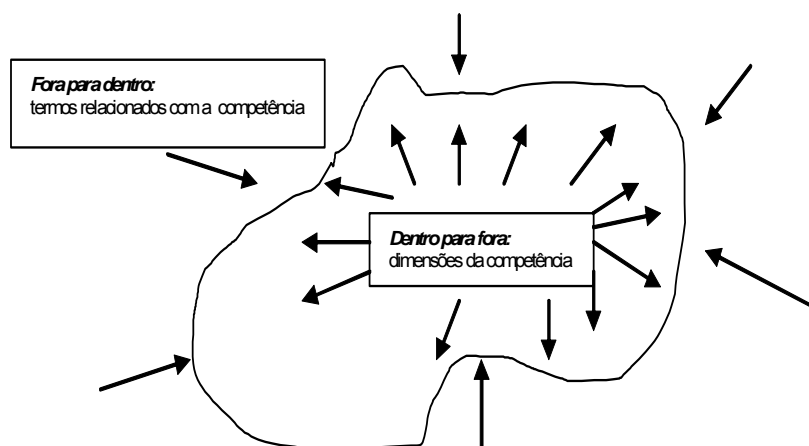 Fora para dentro:
termos relacionados com a competência
Dentro para fora:
dimensões da competência